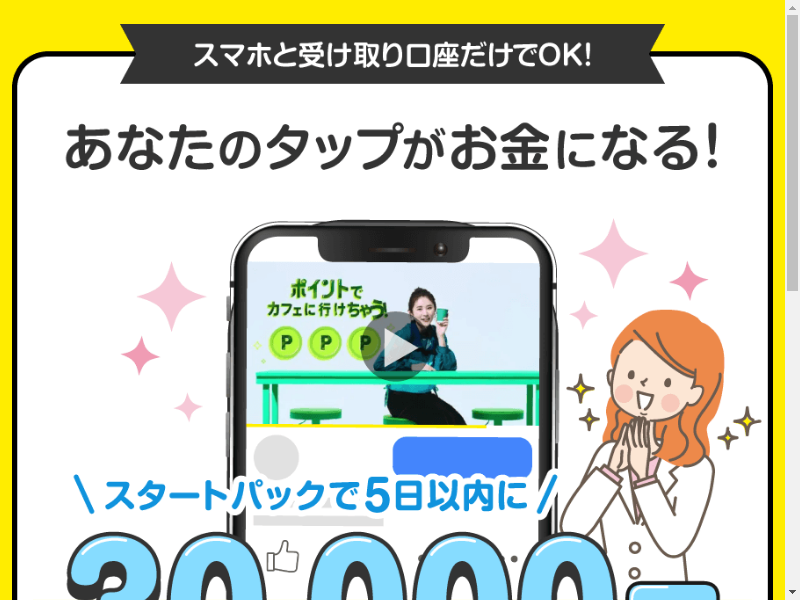 スマホと受け取り口座だけでOK!
あなたのタップがお金になる!
ポイントで
カフェに行けちゃう!
P P P
スタートパックで5日以内に